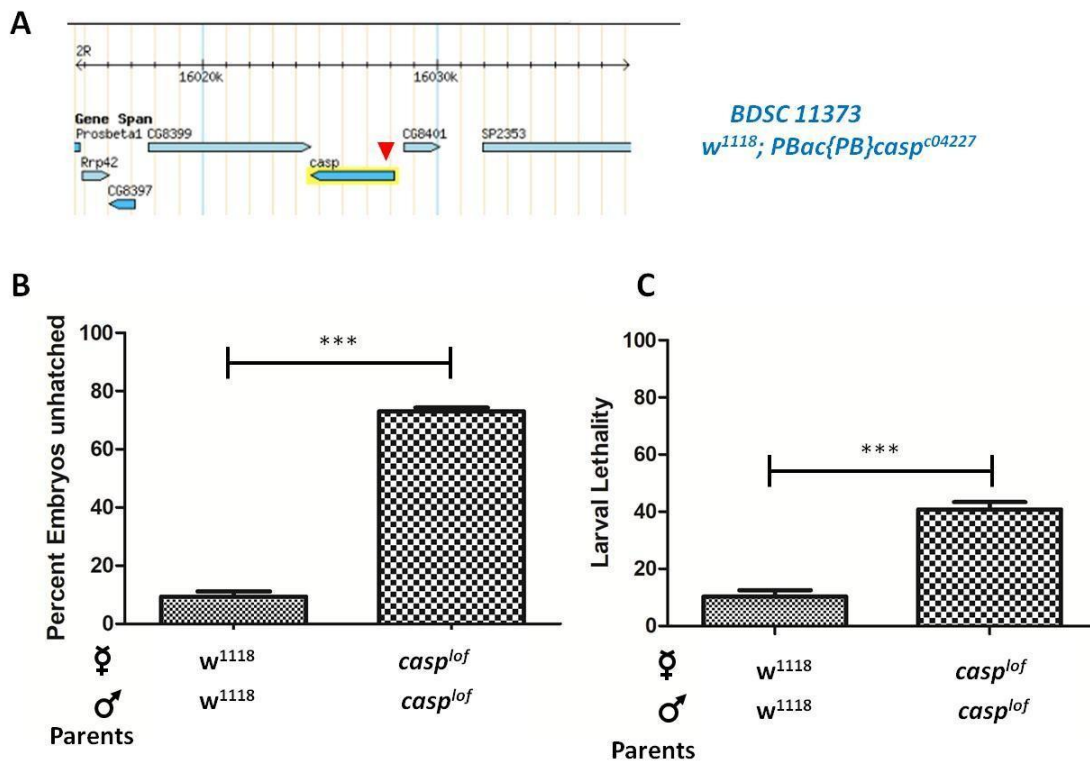 A
2R
16020k 16030k
BDSC 11373
w1118; PBac{PB}caspc04227
Gene Span
Prosbeta1 CG8399 CG8401 SP2353
Rrp42 casp
CG8397
B
Percent Embryos unhatched
100
80
60
40
20
0
***
w1118 casplof
w1118 casplof
Parents
C
Larval Lethality
100
80
60
40
20
0
***
w1118 casplof
w1118 casplof
Parents